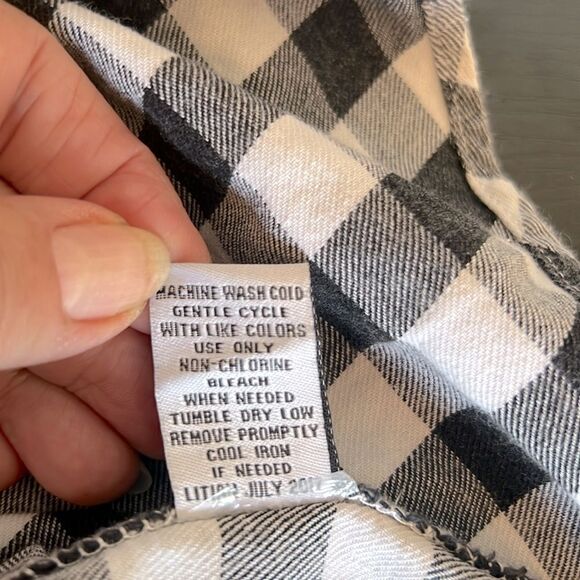 MACHINE WASH COLD
GENTLE CYCLE
WITH LIKE COLORS
USE ONLY
NON-CHLORINE
BLEACH
WHEN NEEDED
TUMBLE DRY LOW
REMOVE PROMPTLY
COOL IRON
IF NEEDED
JULY